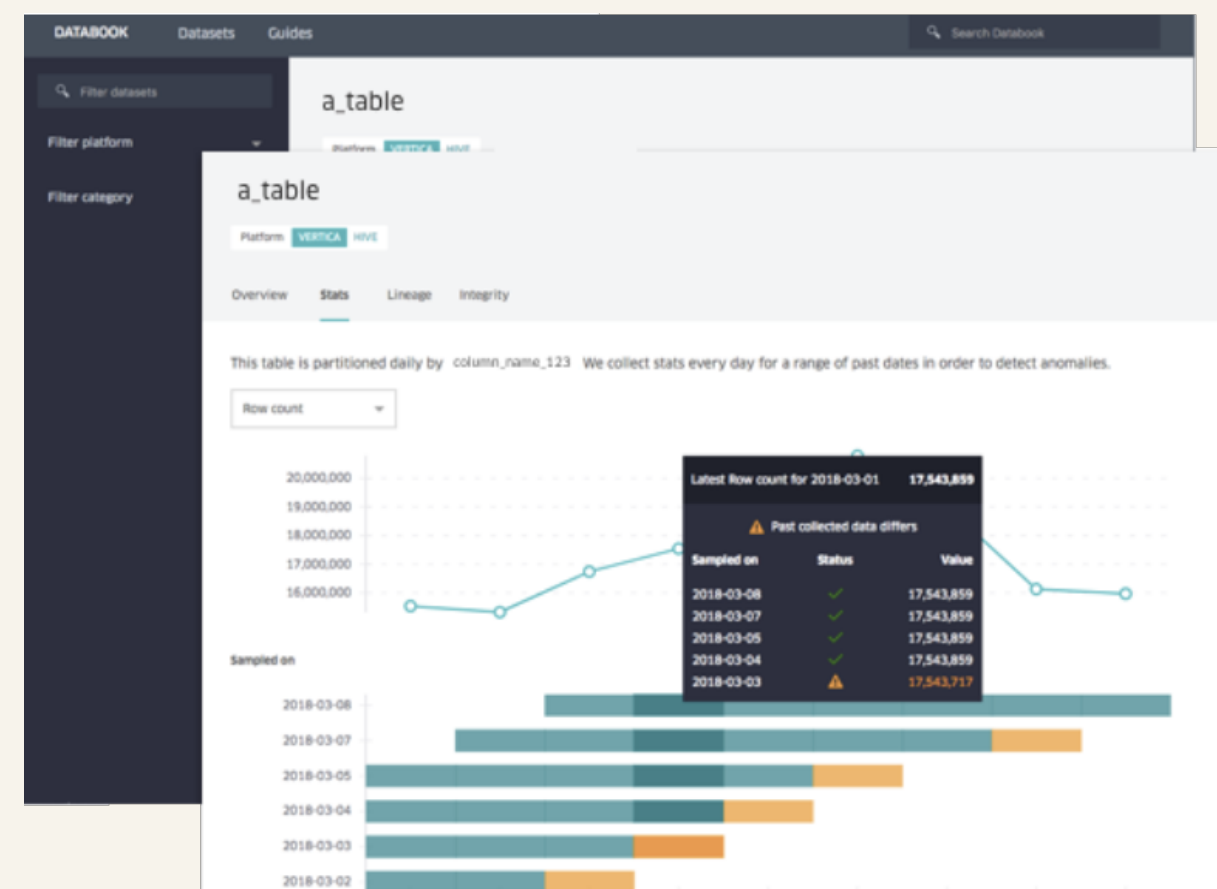 DATABOOK Datasets Guides Search Databook
Filter datasets
a_table
Filter platform
Platform VERTICA HIVE
Filter category
a_table
Platform VERTICA HIVE
Overview Stats Lineage Integrity
This table is partitioned daily by column_name_123 We collect stats every day for a range of past dates in order to detect anomalies.
Row count
20,000,000
19,000,000
18,000,000
17,000,000
16,000,000
Latest Row count for 2018-03-01 17,543,859
Past collected data differs
Sampled on Status Value
2018-03-08 17,543,859
2018-03-07 17,543,859
2018-03-05 17,543,859
2018-03-04 17,543,859
2018-03-03 17,543,717
Sampled on
2018-03-08
2018-03-07
2018-03-05
2018-03-04
2018-03-03
2018-03-02